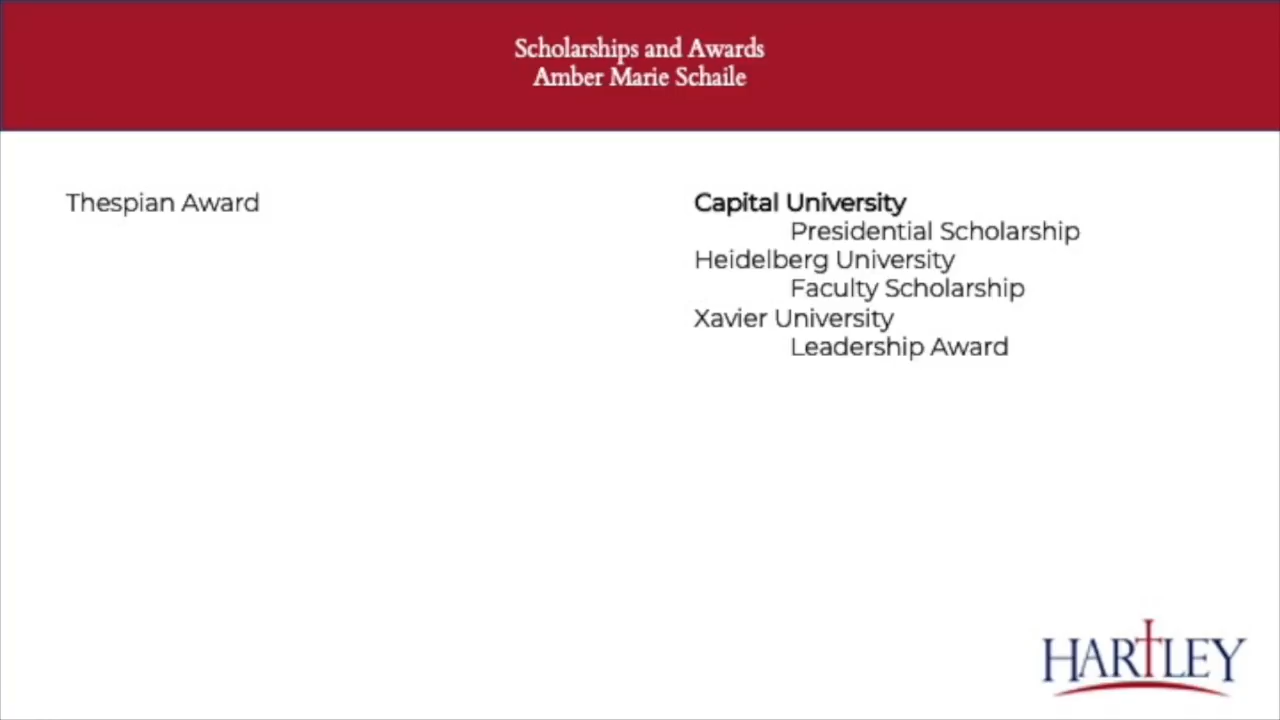 Scholarships and Awards
Amber Marie Schaile
Thespian Award
Capital University
Presidential Scholarship
Heidelberg University
Faculty Scholarship
Xavier University
Leadership Award
HARTLEY